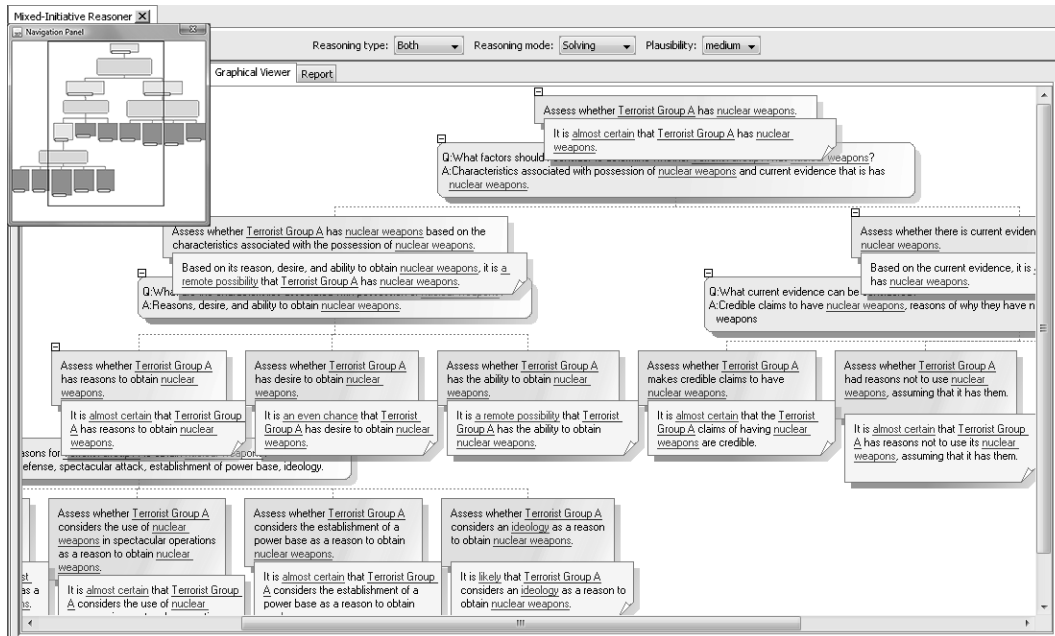 Mixed-Initiative Reasoner
Navigation Panel
Reasoning type: Both Reasoning mode: Solving Plausibility: medium
Graphical Viewer Report
Assess whether Terrorist Group A has nuclear weapons.
It is almost certain that Terrorist Group A has nuclear
weapons.
Q:What factors should
nuclear weapons?
A:Characteristics associated with possession of nuclear weapons and current evidence that is has
nuclear weapons.
Assess whether Terrorist Group A has nuclear weapons based on the
characteristics associated with the possession of nuclear weapons.
Based on its reason, desire, and ability to obtain nuclear weapons, it is a
remote possibility that Terrorist Group A has nuclear weapons.
A:Reasons, desire, and ability to obtain nuclear weapons.
Assess whether there is current eviden
nuclear weapons.
Based on the current evidence, it is
has nuclear weapons.
Q:What current evidence can be
A:Credible claims to have nuclear weapons, reasons of why they have n
weapons
Assess whether Terrorist Group A
has reasons to obtain nuclear
weapons.
It is almost certain that Terrorist Group
A has reasons to obtain nuclear
weapons.
Assess whether Terrorist Group A
has desire to obtain nuclear
weapons.
It is an even chance that Terrorist
Group A has desire to obtain nuclear
weapons.
Assess whether Terrorist Group A
has the ability to obtain nuclear
weapons.
It is a remote possibility that Terrorist
Group A has the ability to obtain
nuclear weapons.
Assess whether Terrorist Group A
makes credible claims to have
nuclear weapons.
It is almost certain that the Terrorist
Group A claims of having nuclear
weapons are credible.
Assess whether Terrorist Group A
had reasons not to use nuclear
weapons, assuming that it has them.
It is almost certain that Terrorist Group
A has reasons not to use its nuclear
weapons, assuming that it has them.
asons for
efense, spectacular attack, establishment of power base, ideology.
Assess whether Terrorist Group A
considers the use of nuclear
weapons in spectacular operations
as a reason to obtain nuclear
weapons.
It is almost certain that Terrorist Group
A considers the use of nuclear
Assess whether Terrorist Group A
considers the establishment of a
power base as a reason to obtain
nuclear weapons.
It is almost certain that Terrorist Group
A considers the establishment of a
power base as a reason to obtain
Assess whether Terrorist Group A
considers an ideology as a reason
to obtain nuclear weapons.
It is likely that Terrorist Group A
considers an ideology as a reason to
obtain nuclear weapons.